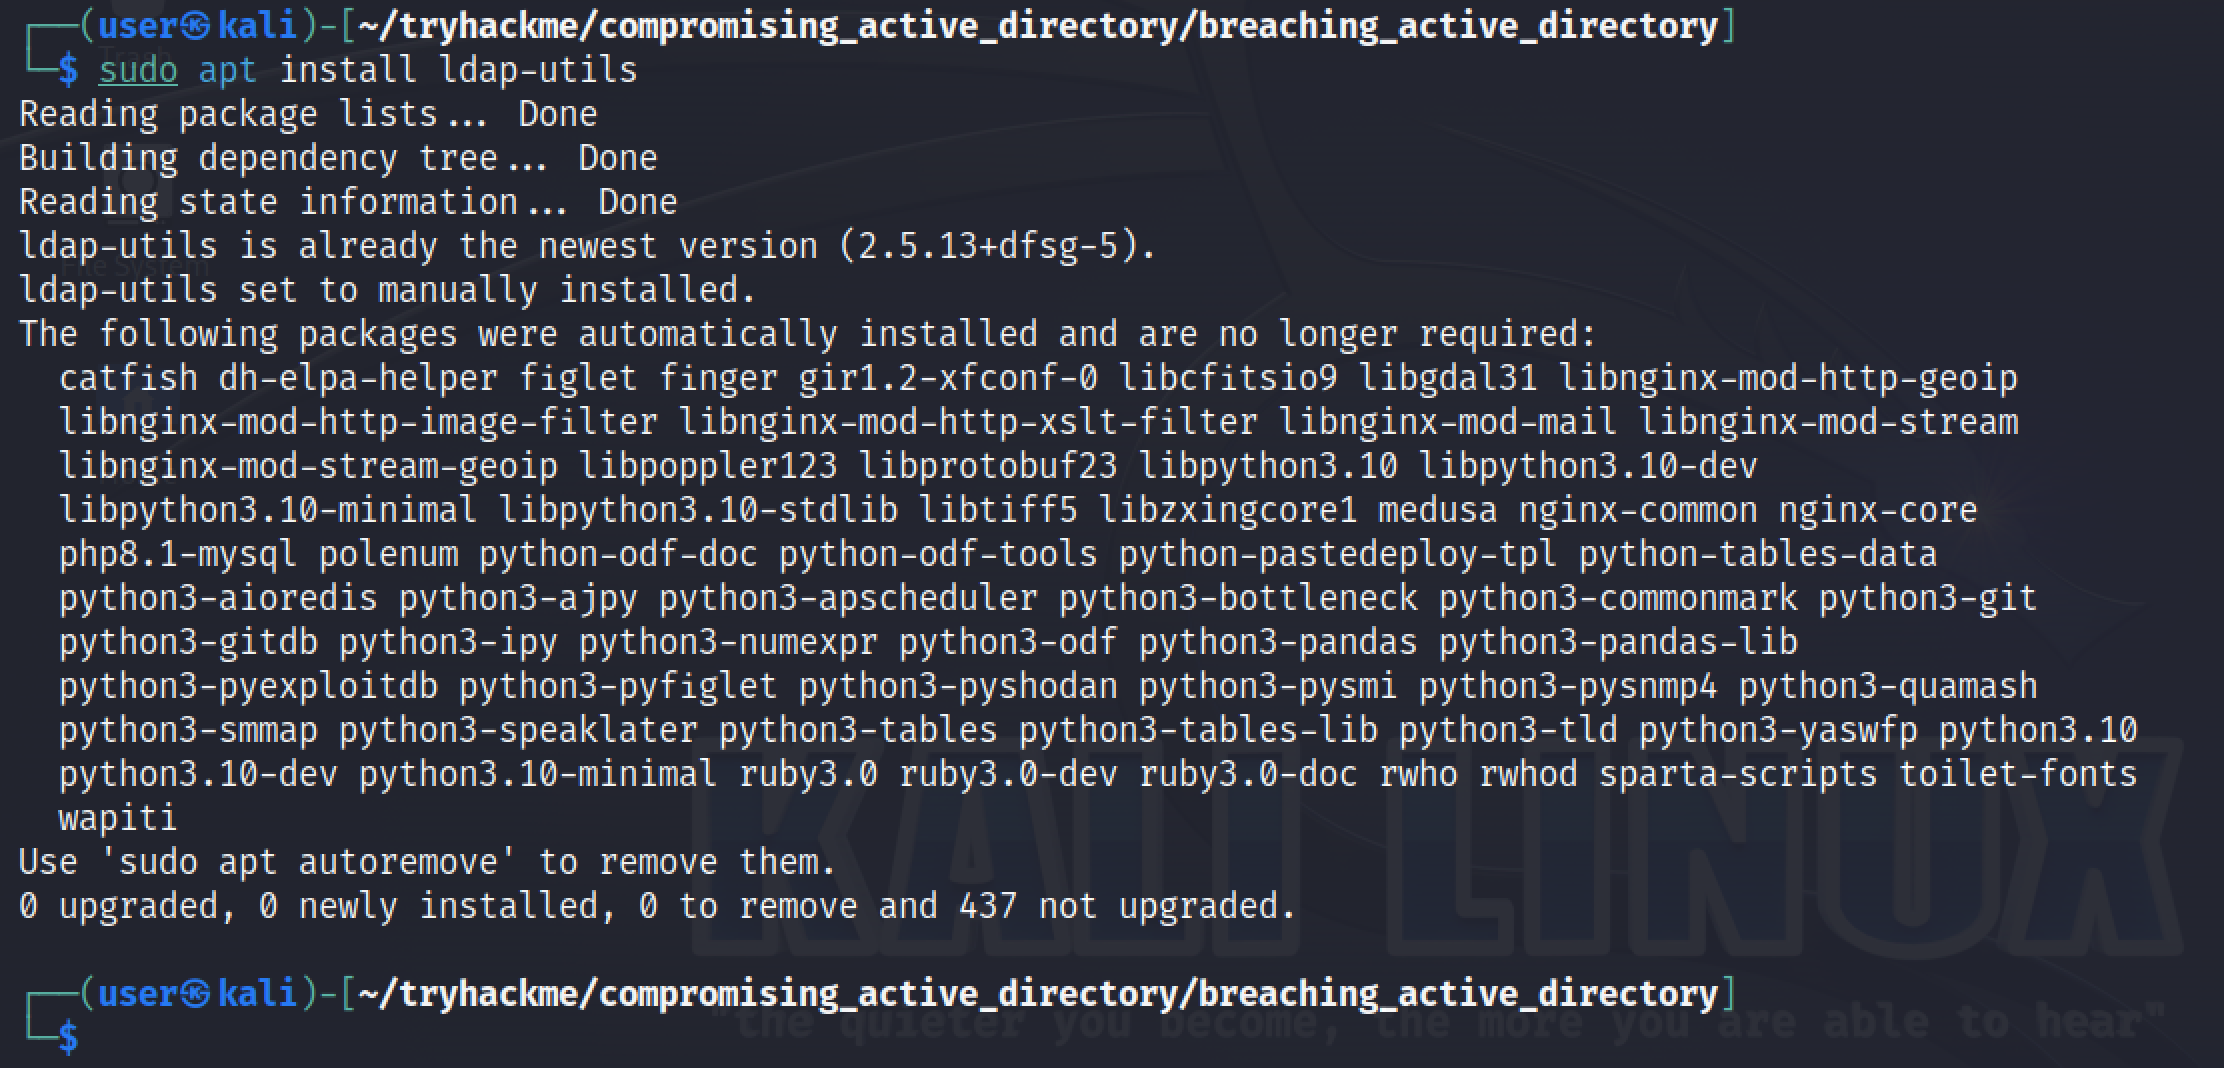 ┌──(user㉿kali)-[~/tryhackme/compromising_active_directory/breaching_active_directory]
└─$ sudo apt install ldap-utils
Reading package lists... Done
Building dependency tree... Done
Reading state information... Done
ldap-utils is already the newest version (2.5.13+dfsg-5).
ldap-utils set to manually installed.
The following packages were automatically installed and are no longer required:
  catfish dh-elpa-helper figlet finger gir1.2-xfconf-0 libcfitsio9 libgdal31 libnginx-mod-http-geoip
  libnginx-mod-http-image-filter libnginx-mod-http-xslt-filter libnginx-mod-mail libnginx-mod-stream
  libnginx-mod-stream-geoip libpoppler123 libprotobuf23 libpython3.10 libpython3.10-dev
  libpython3.10-minimal libpython3.10-stdlib libtiff5 libzxingcore1 medusa nginx-common nginx-core
  php8.1-mysql polenum python-odf-doc python-odf-tools python-pastedeploy-tpl python-tables-data
  python3-aioredis python3-ajpy python3-apscheduler python3-bottleneck python3-commonmark python3-git
  python3-gitdb python3-ipy python3-numexpr python3-odf python3-pandas python3-pandas-lib
  python3-pyexploitdb python3-pyfiglet python3-pyshodan python3-pysmi python3-pysnmp4 python3-quamash
  python3-smmap python3-speaklater python3-tables python3-tables-lib python3-tld python3-yaswfp python3.10
  python3.10-dev python3.10-minimal ruby3.0 ruby3.0-dev ruby3.0-doc rwho rwhod sparta-scripts toilet-fonts
  wapiti
Use 'sudo apt autoremove' to remove them.
0 upgraded, 0 newly installed, 0 to remove and 437 not upgraded.
┌──(user㉿kali)-[~/tryhackme/compromising_active_directory/breaching_active_directory]
└─$
Trash
File System
KALI LINUX
"the quieter you become, the more you are able to hear"